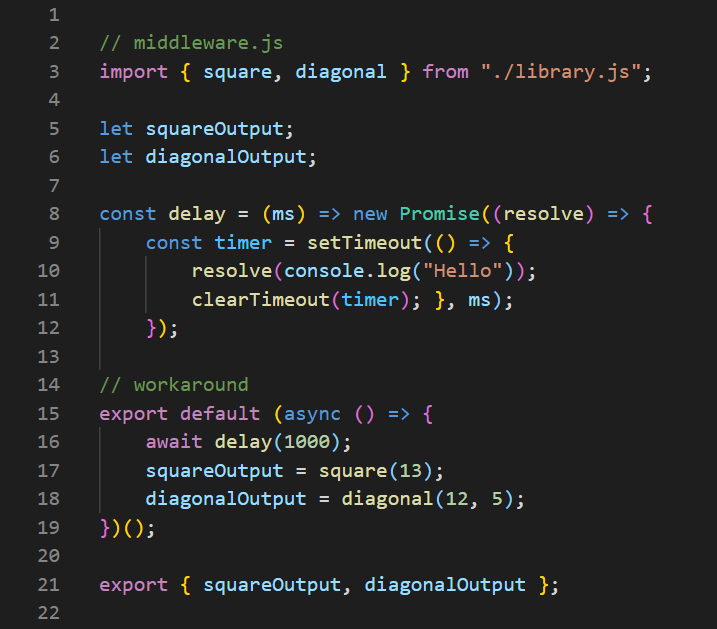 1
2 // middleware.js
3 import { square, diagonal } from "./library.js";
4
5 let squareOutput;
6 let diagonalOutput;
7
8 const delay = (ms) => new Promise((resolve) => {
9     const timer = setTimeout(() => {
10         resolve(console.log("Hello"));
11         clearTimeout(timer); }, ms);
12     });
13
14 // workaround
15 export default (async () => {
16     await delay(1000);
17     squareOutput = square(13);
18     diagonalOutput = diagonal(12, 5);
19 })();
20
21 export { squareOutput, diagonalOutput };
22